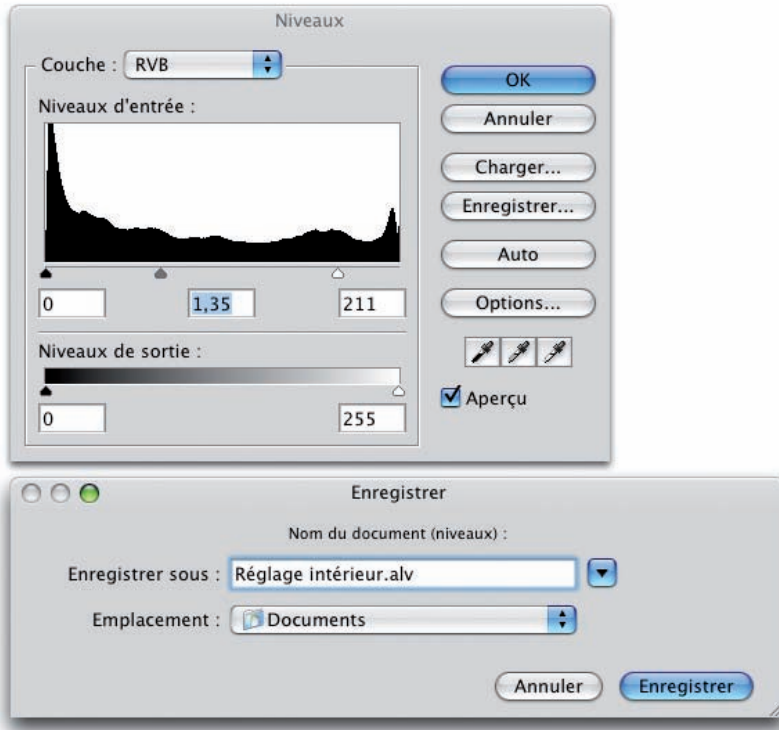 Niveaux
Couche : RVB
OK
Niveaux d'entrée :
Annuler
Charger...
Enregistrer...
Auto
0 1,35 211
Options...
Niveaux de sortie :
Aperçu
0 255
Enregistrer
Nom du document (niveaux) :
Enregistrer sous : Réglage intérieur.alv
Emplacement : Documents
Annuler Enregistrer